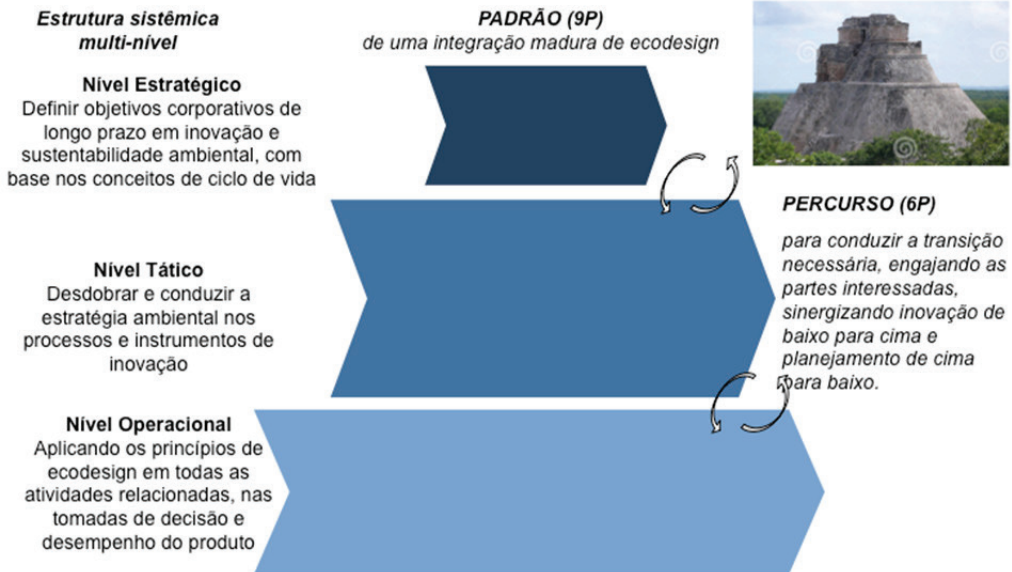 Estrutura sistêmica
multi-nível
PADRÃO (9P)
de uma integração madura de ecodesign
Nível Estratégico
Definir objetivos corporativos de
longo prazo em inovação e
sustentabilidade ambiental, com
base nos conceitos de ciclo de vida
PERCURSO (6P)
para conduzir a transição
necessária, engajando as
partes interessadas,
sinergizando inovação de
baixo para cima e
planejamento de cima
para baixo.
Nível Tático
Desdobrar e conduzir a
estratégia ambiental nos
processos e instrumentos de
inovação
Nível Operacional
Aplicando os princípios de
ecodesign em todas as
atividades relacionadas, nas
tomadas de decisão e
desempenho do produto